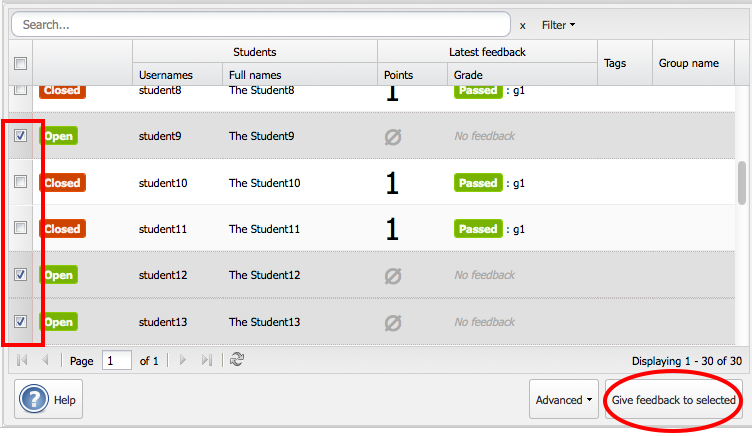 Search... x Filter
Students Latest feedback
Usernames Full names Points Grade Tags Group name
Closed student8 The Student8 1 Passed : g1
Open student9 The Student9 Ø No feedback
Closed student10 The Student10 1 Passed : g1
Closed student11 The Student11 1 Passed : g1
Open student12 The Student12 Ø No feedback
Open student13 The Student13 Ø No feedback
Page 1 of 1 Displaying 1 - 30 of 30
? Help Advanced Give feedback to selected